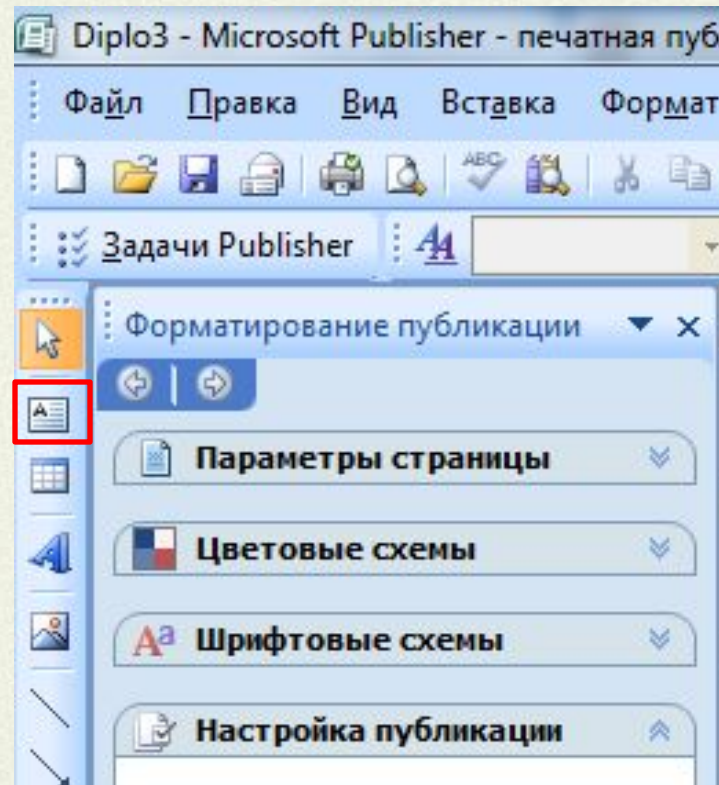 Diplo3 - Microsoft Publisher - печатная пуб
Файл Правка Вид Вставка Формат
ABC
Задачи Publisher
Форматирование публикации
Параметры страницы
Цветовые схемы
Шрифтовые схемы
Настройка публикации